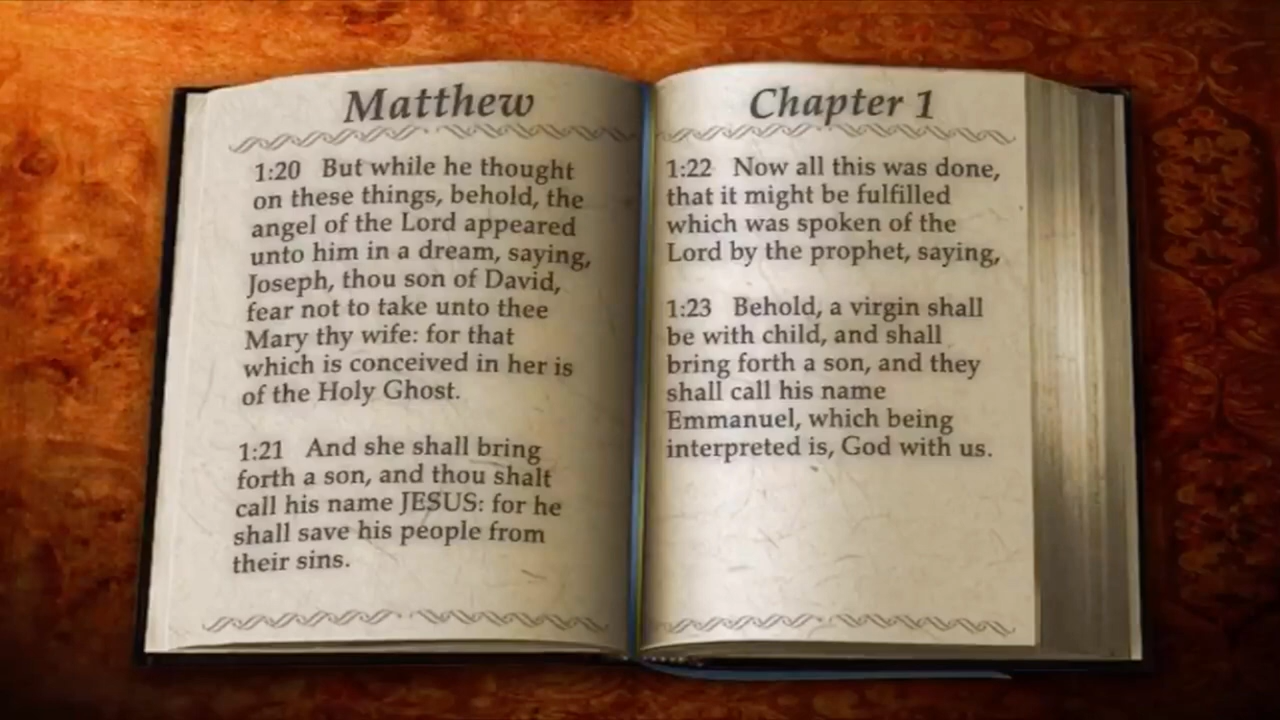 Matthew
1:20 But while he thought
on these things, behold, the
angel of the Lord appeared
unto him in a dream, saying,
Joseph, thou son of David,
fear not to take unto thee
Mary thy wife: for that
which is conceived in her is
of the Holy Ghost.
1:21 And she shall bring
forth a son, and thou shalt
call his name JESUS: for he
shall save his people from
their sins.
Chapter 1
1:22 Now all this was done,
that it might be fulfilled
which was spoken of the
Lord by the prophet, saying,
1:23 Behold, a virgin shall
be with child, and shall
bring forth a son, and they
shall call his name
Emmanuel, which being
interpreted is, God with us.